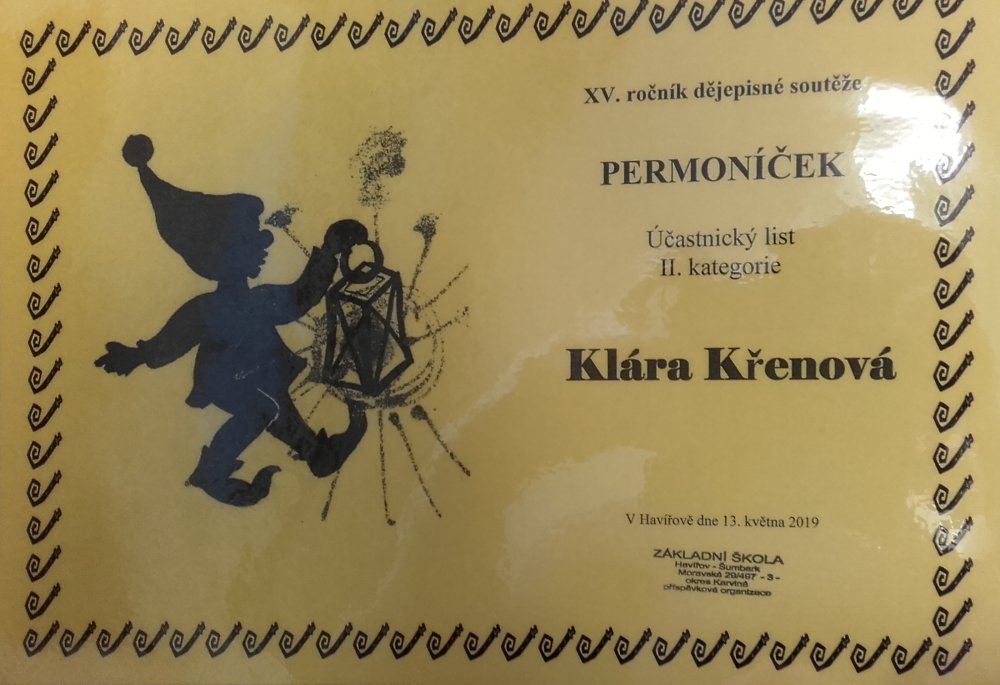 XV. ročník dějepisné soutěže
PERMONÍČEK
Účastnický list
II. kategorie
Klára Křenová
V Havířově dne 13. května 2019
ZÁKLADNÍ ŠKOLA
Havířov - Šumbark
Moravská 29/497 - 3 -
okres Karviná
příspěvková organizace